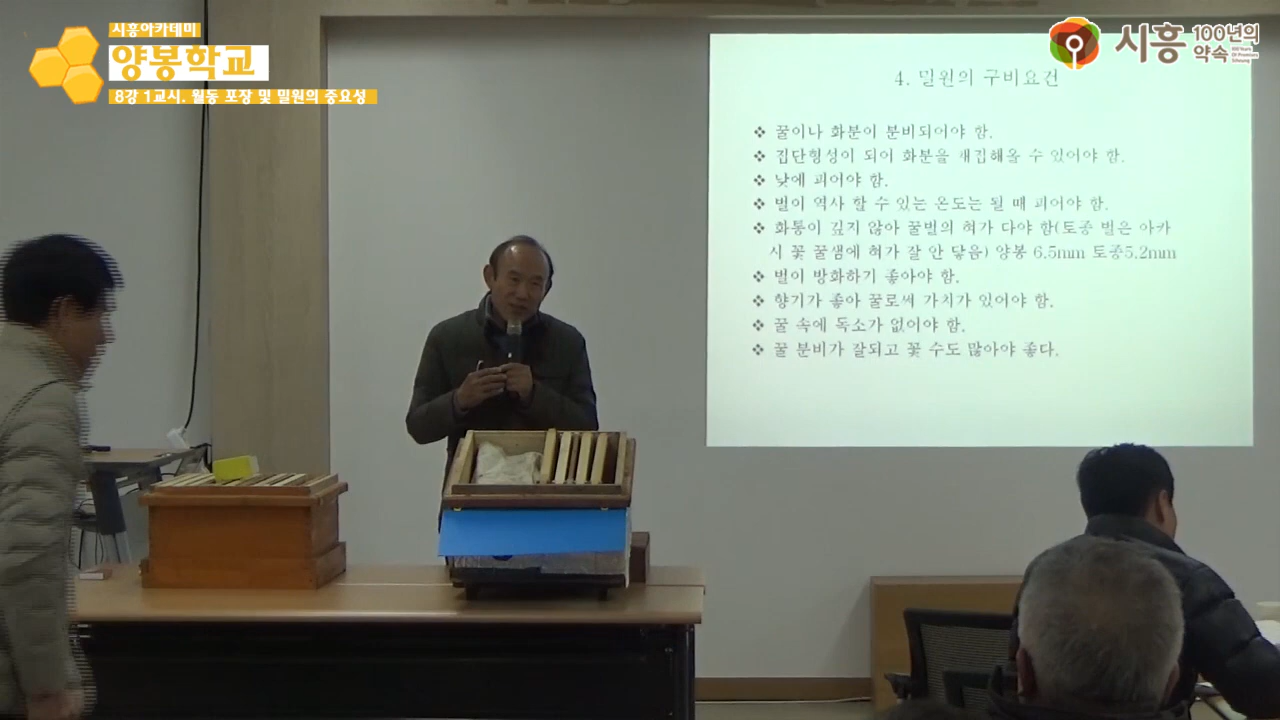 시흥아카데미
양봉학교
8강 1교시. 월동 포장 및 밀원의 중요성
시흥 100년의 약속
100 Years Of Promises Siheung
4. 밀원의 구비요건
❖ 꿀이나 화분이 분비되어야 함.
❖ 집단형성이 되어 화분을 채집해올 수 있어야 함.
❖ 낮에 피어야 함.
❖ 벌이 역사 할 수 있는 온도는 될 때 피어야 함.
❖ 화통이 깊지 않아 꿀벌의 혀가 다야 함(토종 벌은 아카
시 꽃 꿀샘에 혀가 잘 안 닿음) 양봉 6.5mm 토종5.2mm
❖ 벌이 방화하기 좋아야 함.
❖ 향기가 좋아 꿀로써 가치가 있어야 함.
❖ 꿀 속에 독소가 없어야 함.
❖ 꿀 분비가 잘되고 꽃 수도 많아야 좋다.